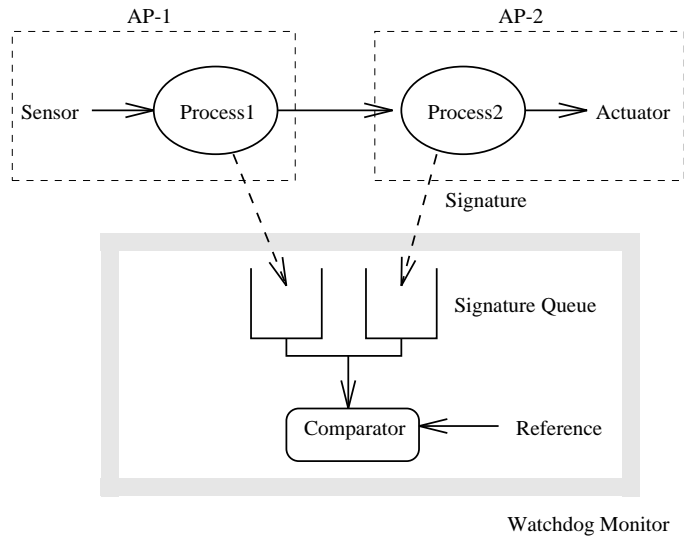 AP-1
AP-2
Sensor
Process1
Process2
Actuator
Signature
Signature Queue
Comparator
Reference
Watchdog Monitor